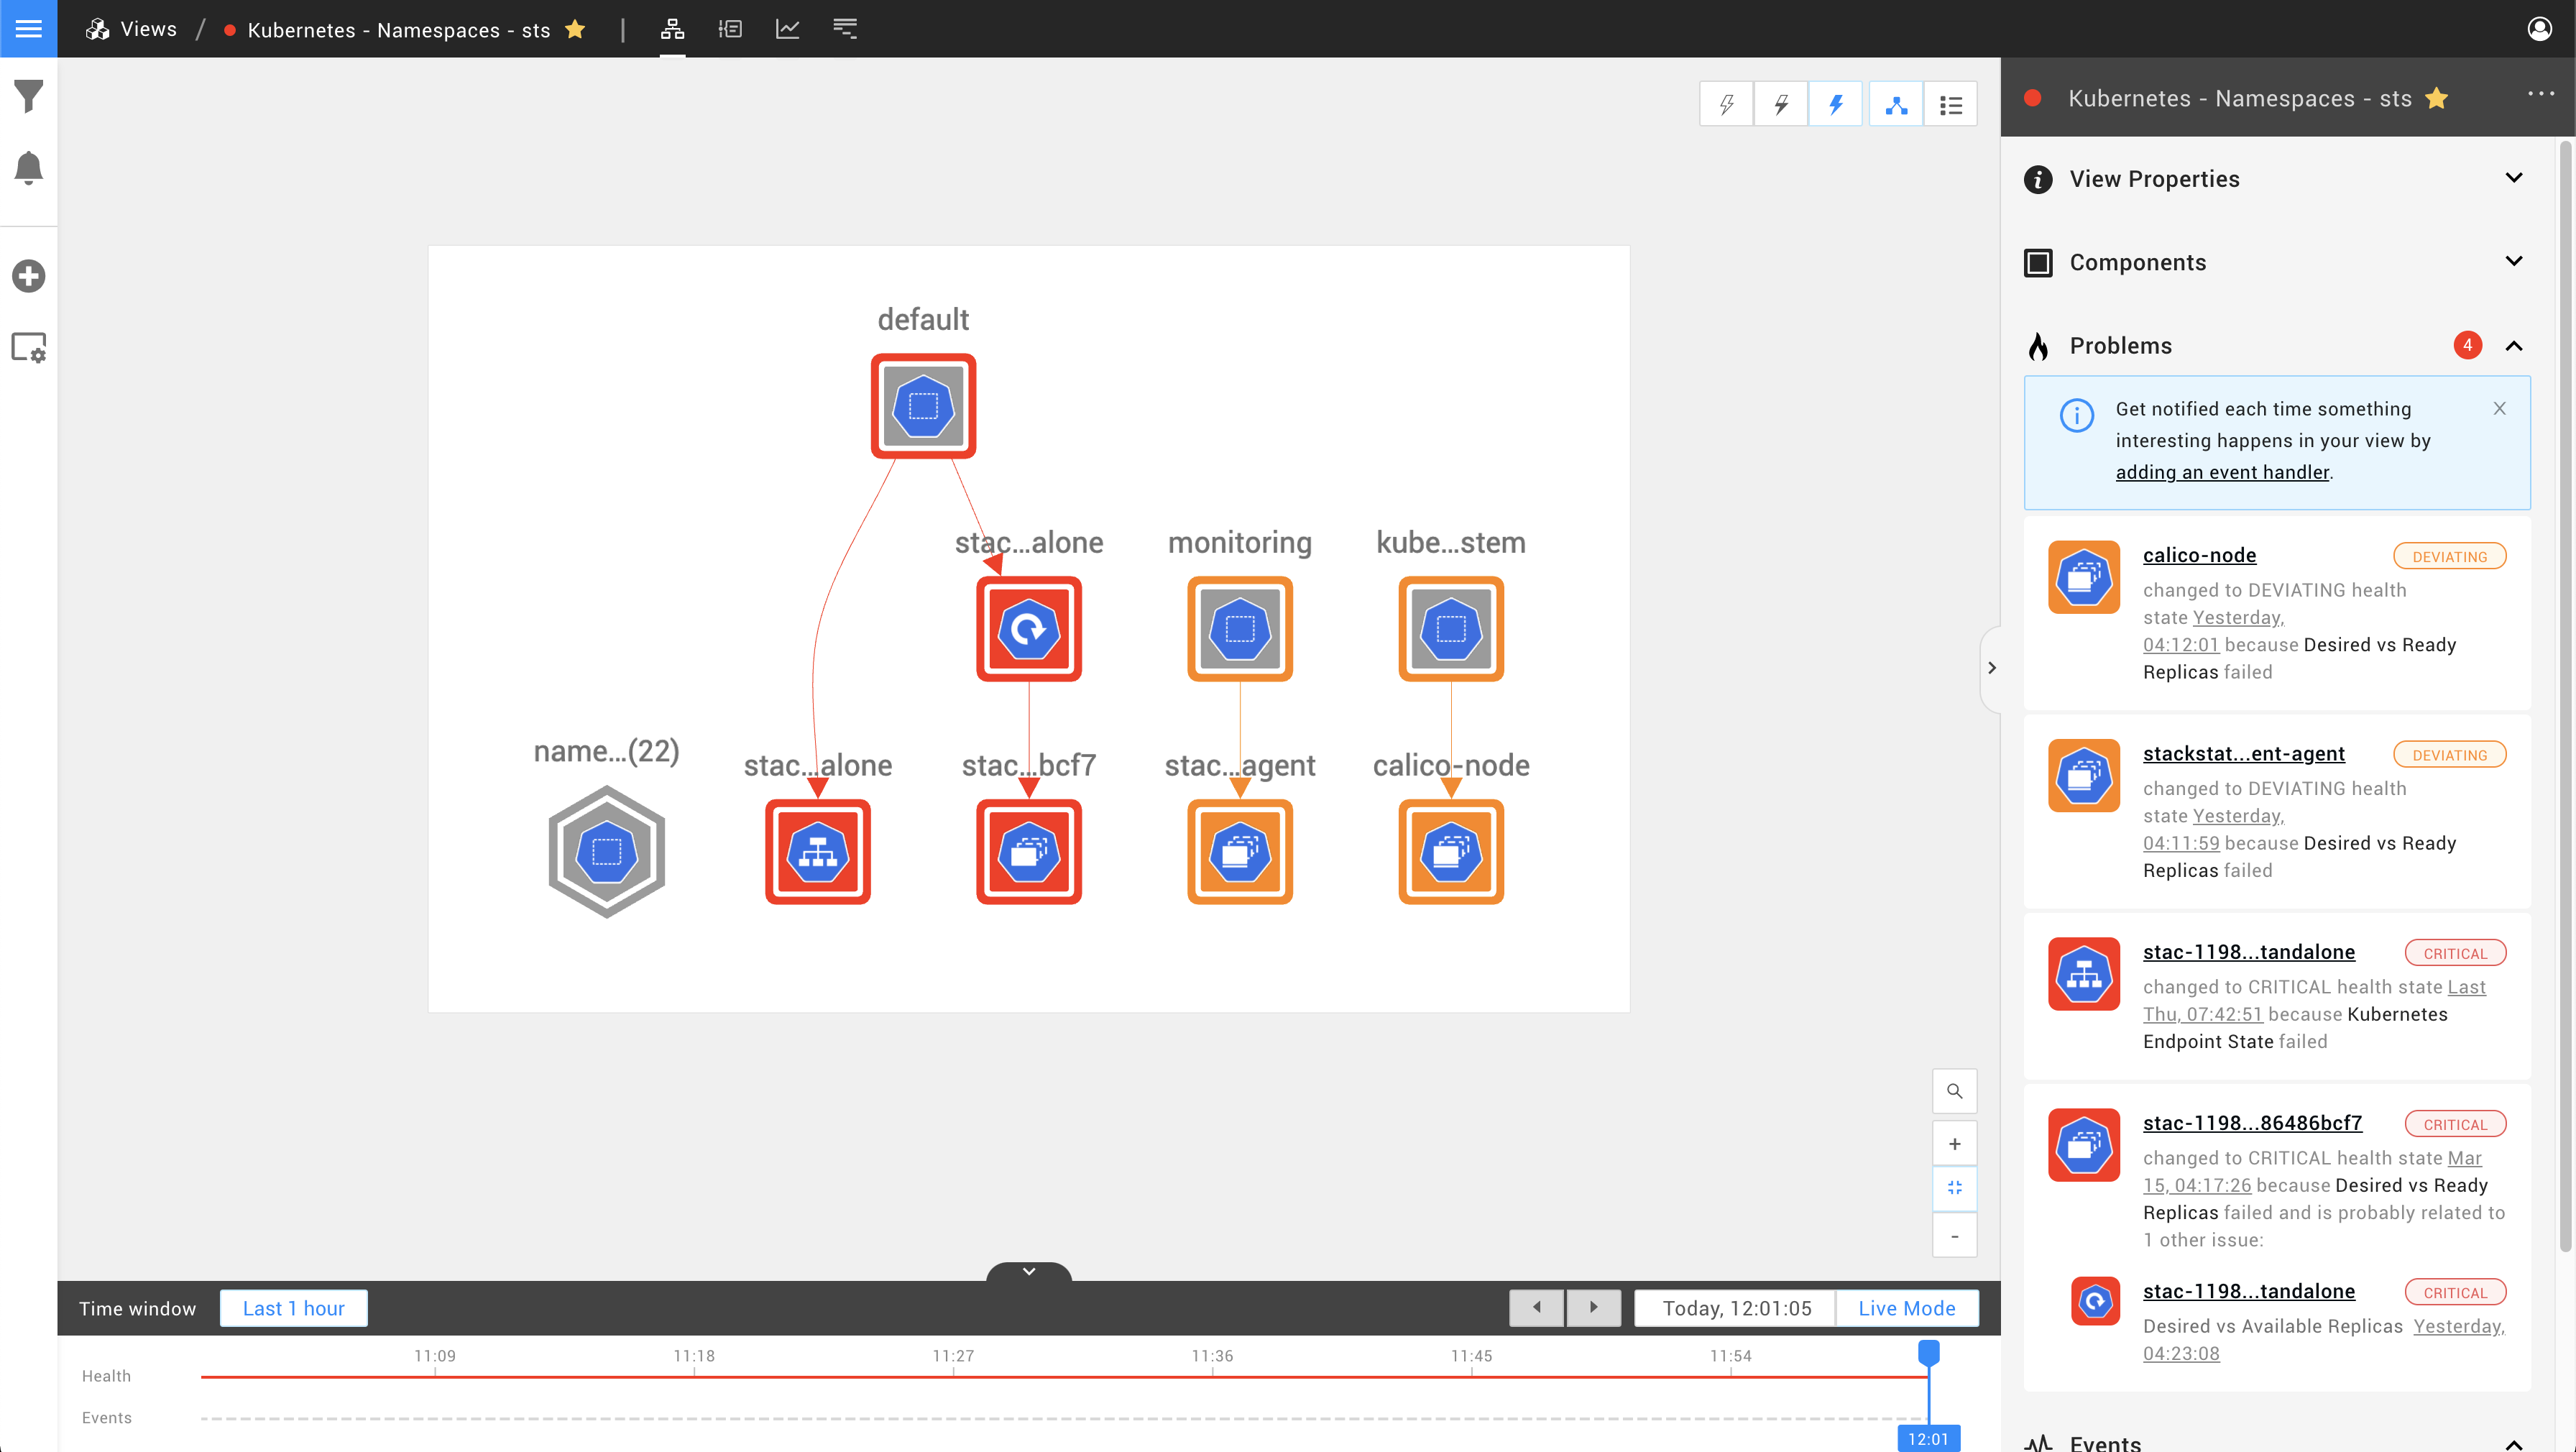 Views / Kubernetes - Namespaces - sts
Kubernetes - Namespaces - sts
View Properties
Components
Problems 4
Get notified each time something
interesting happens in your view by
adding an event handler.
calico-node DEVIATING
changed to DEVIATING health
state Yesterday,
04:12:01 because Desired vs Ready
Replicas failed
stackstat...ent-agent DEVIATING
changed to DEVIATING health
state Yesterday,
04:11:59 because Desired vs Ready
Replicas failed
stac-1198...tandalone CRITICAL
changed to CRITICAL health state Last
Thu, 07:42:51 because Kubernetes
Endpoint State failed
stac-1198...86486bcf7 CRITICAL
changed to CRITICAL health state Mar
15, 04:17:26 because Desired vs Ready
Replicas failed and is probably related to
1 other issue:
stac-1198...tandalone CRITICAL
Desired vs Available Replicas Yesterday,
04:23:08
Events
default
stac...alone
monitoring
kube...stem
name...(22)
stac...alone
stac...bcf7
stac...agent
calico-node
+
-
Time window Last 1 hour
Today, 12:01:05 Live Mode
11:09 11:18 11:27 11:36 11:45 11:54
Health
Events
12:01